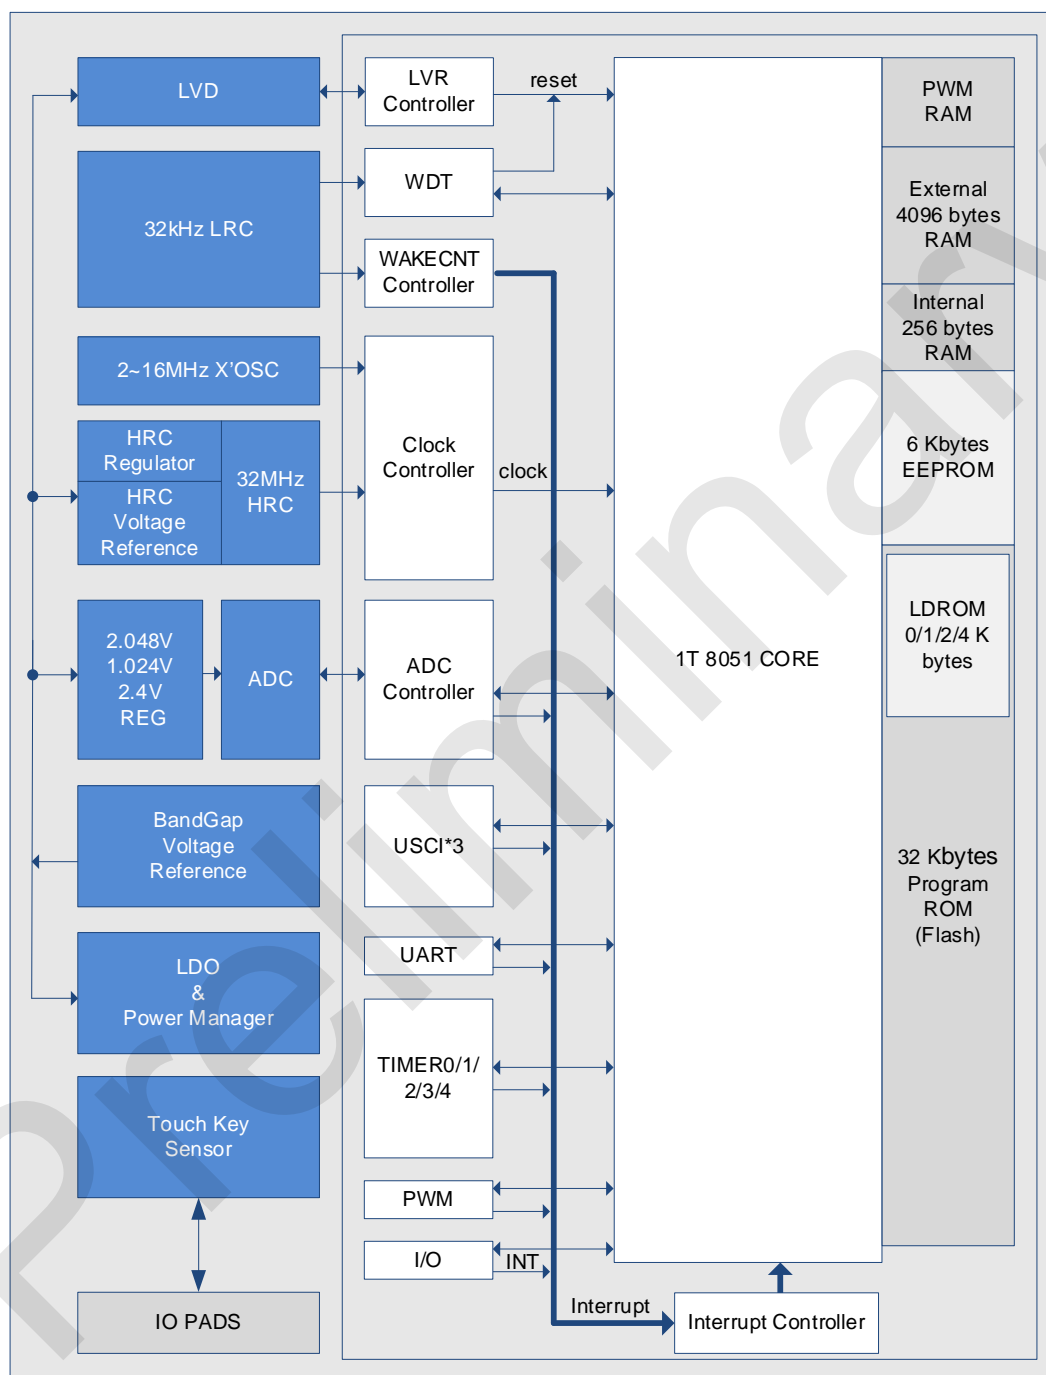 LVD
LVR
Controller
reset
PWM
RAM
32kHz LRC
WDT
External
4096 bytes
RAM
WAKECNT
Controller
Internal
256 bytes
RAM
2~16MHz X'OSC
HRC
Regulator
HRC
Voltage
Reference
32MHz
HRC
Clock
Controller
clock
6 Kbytes
EEPROM
2.048V
1.024V
2.4V
REG
ADC
ADC
Controller
1T 8051 CORE
LDROM
0/1/2/4 K
bytes
BandGap
Voltage
Reference
USCI*3
32 Kbytes
Program
ROM
(Flash)
LDO
&
Power Manager
UART
TIMER0/1/
2/3/4
Touch Key
Sensor
PWM
I/O
INT
IO PADS
Interrupt
Interrupt Controller
Preliminary